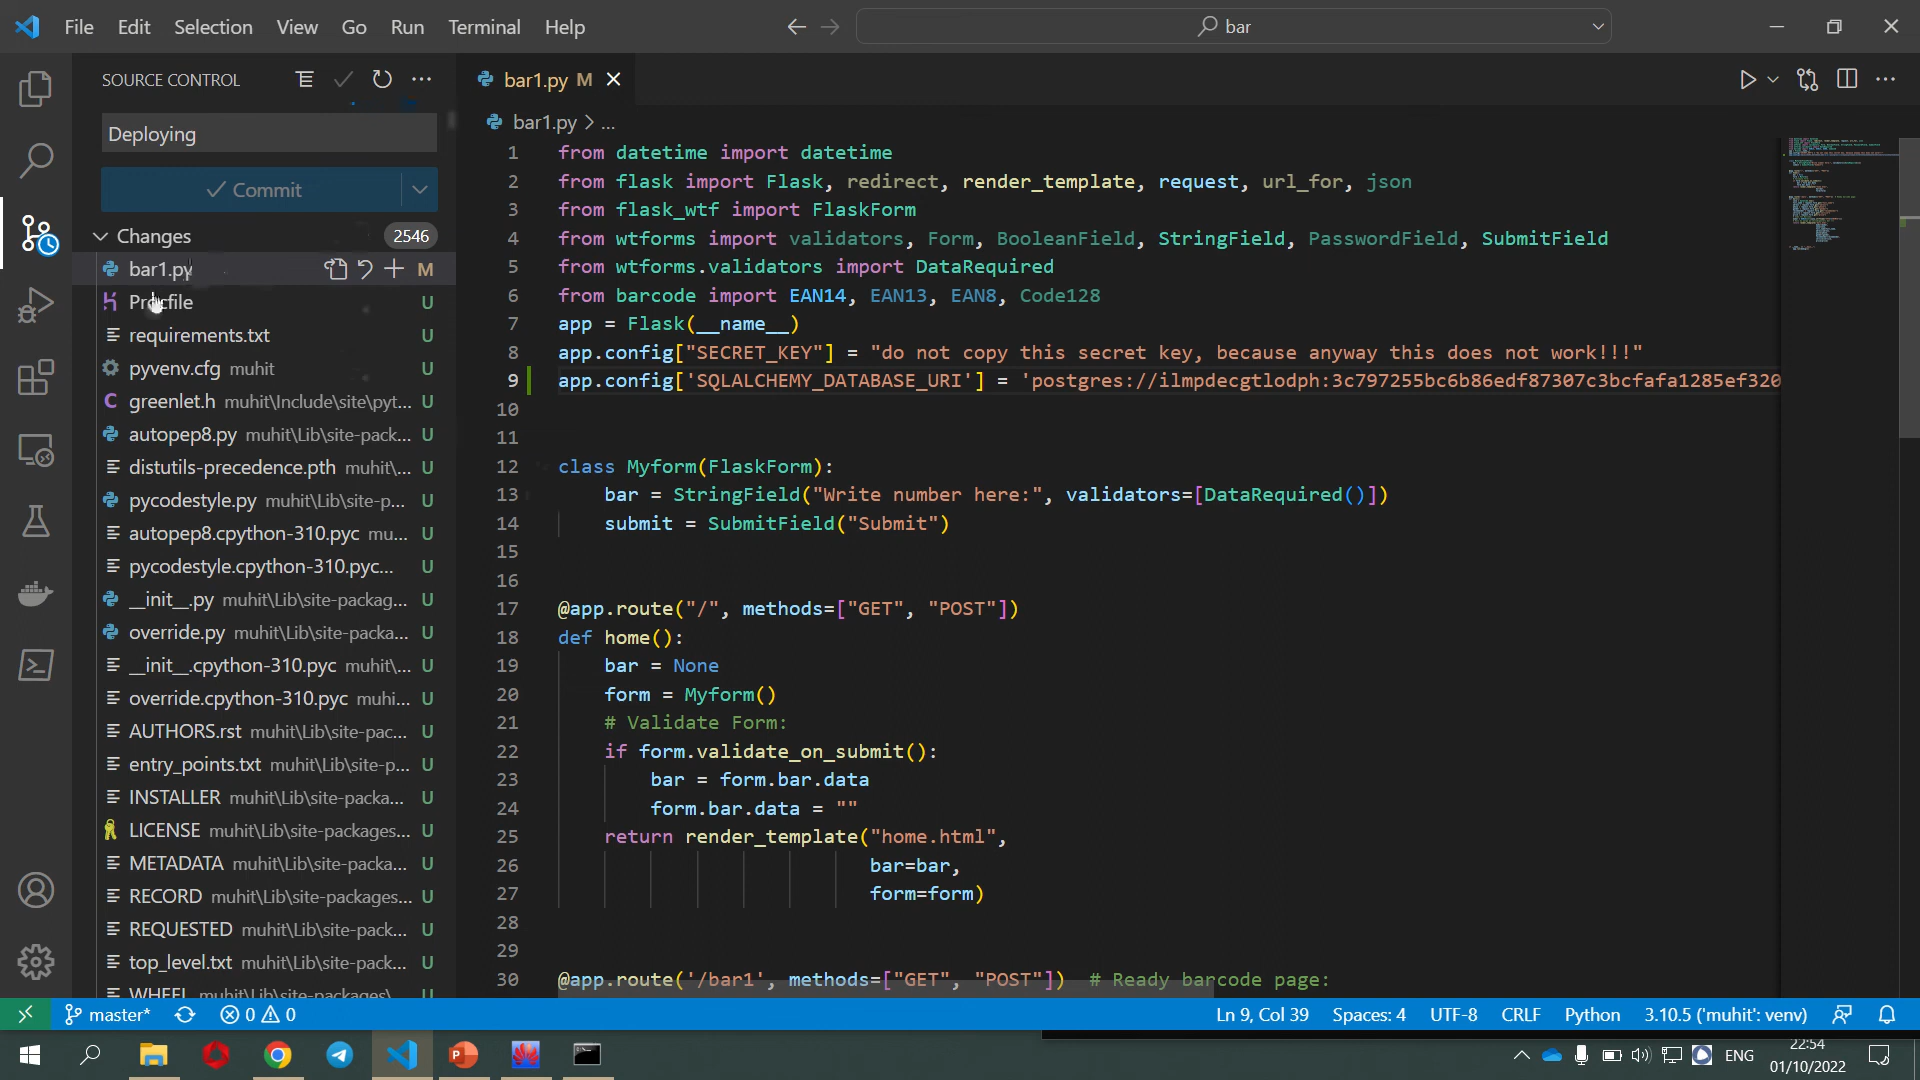 File Edit Selection View Go Run Terminal Help
bar
SOURCE CONTROL
Deploying
Commit
Changes 2546
bar1.py M
Procfile U
requirements.txt U
pyvenv.cfg muhit U
greenlet.h muhit\Include\site\pyt... U
autopep8.py muhit\Lib\site-pack... U
distutils-precedence.pth muhit\... U
pycodestyle.py muhit\Lib\site-p... U
autopep8.cpython-310.pyc mu... U
pycodestyle.cpython-310.pyc... U
__init__.py muhit\Lib\site-packag... U
override.py muhit\Lib\site-packa... U
__init__.cpython-310.pyc muhit\... U
override.cpython-310.pyc muhi... U
AUTHORS.rst muhit\Lib\site-pac... U
entry_points.txt muhit\Lib\site-p... U
INSTALLER muhit\Lib\site-packa... U
LICENSE muhit\Lib\site-packages... U
METADATA muhit\Lib\site-packa... U
RECORD muhit\Lib\site-packages... U
REQUESTED muhit\Lib\site-pack... U
top_level.txt muhit\Lib\site-pack... U
WHEEL muhit\Lib\site-packages\ U
bar1.py M
bar1.py > ...
1 from datetime import datetime
2 from flask import Flask, redirect, render_template, request, url_for, json
3 from flask_wtf import FlaskForm
4 from wtforms import validators, Form, BooleanField, StringField, PasswordField, SubmitField
5 from wtforms.validators import DataRequired
6 from barcode import EAN14, EAN13, EAN8, Code128
7 app = Flask(__name__)
8 app.config["SECRET_KEY"] = "do not copy this secret key, because anyway this does not work!!!"
9 app.config['SQLALCHEMY_DATABASE_URI'] = 'postgres://ilmpdecgtlodph:3c797255bc6b86edf87307c3bcfafa1285ef320
10
11
12 class Myform(FlaskForm):
13 bar = StringField("Write number here:", validators=[DataRequired()])
14 submit = SubmitField("Submit")
15
16
17 @app.route("/", methods=["GET", "POST"])
18 def home():
19 bar = None
20 form = Myform()
21 # Validate Form:
22 if form.validate_on_submit():
23 bar = form.bar.data
24 form.bar.data = ""
25 return render_template("home.html",
26 bar=bar,
27 form=form)
28
29
30 @app.route('/bar1', methods=["GET", "POST"]) # Ready barcode page:
master* 0 0 Ln 9, Col 39 Spaces: 4 UTF-8 CRLF Python 3.10.5 ('muhit': venv)
ENG
22:54
01/10/2022